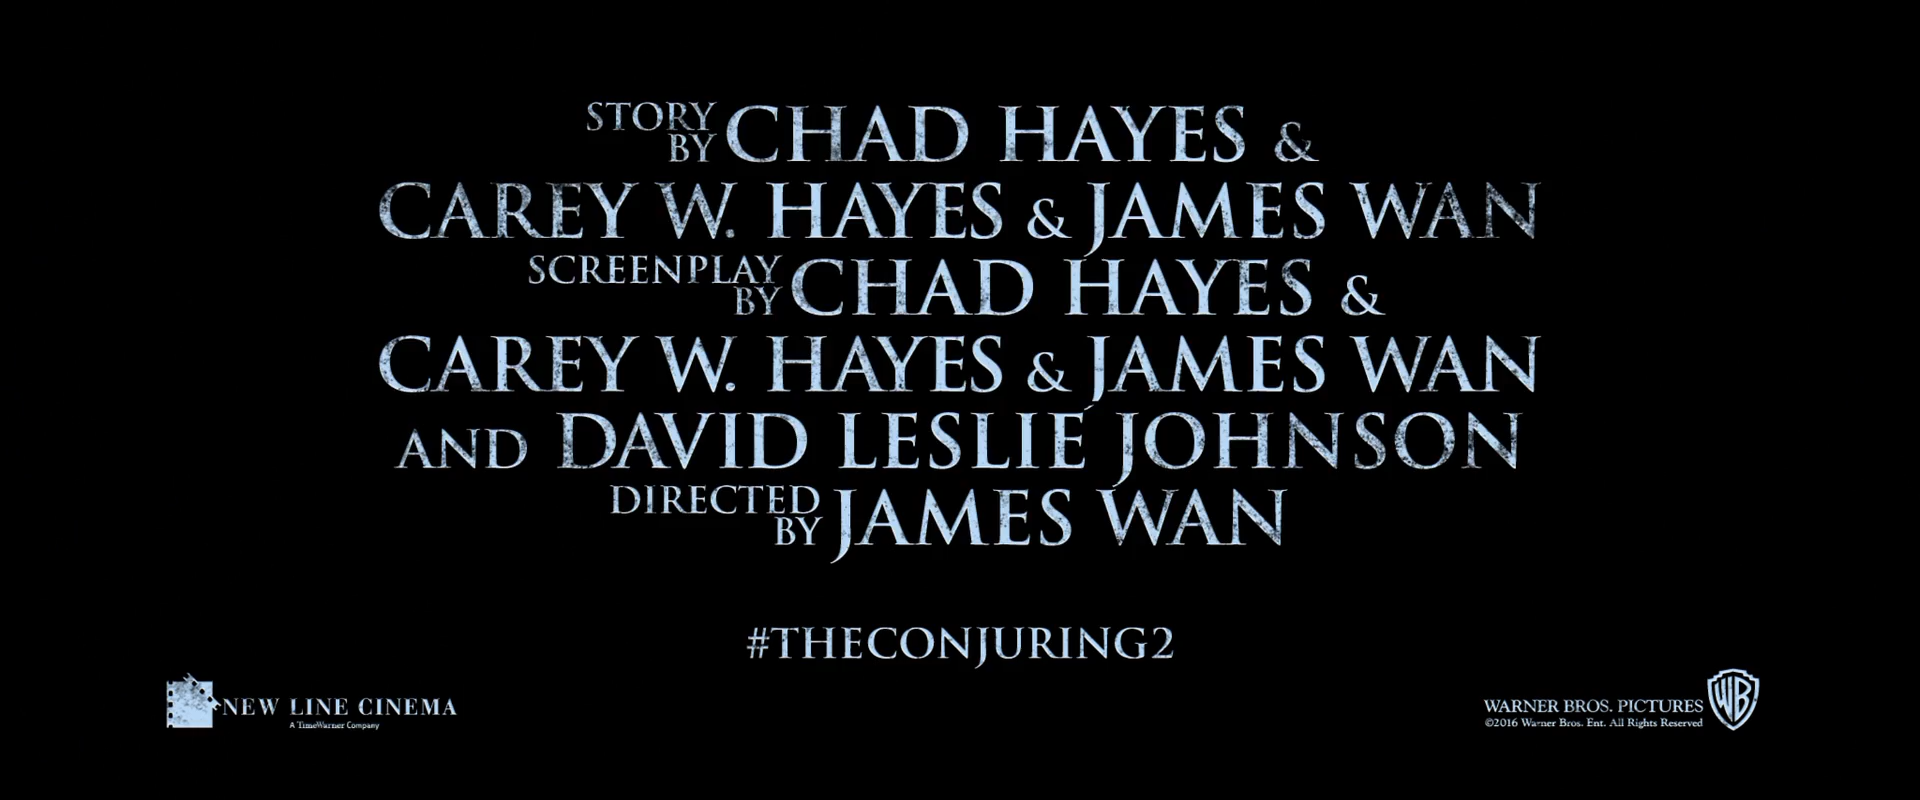 STORY BY CHAD HAYES &
CAREY W. HAYES & JAMES WAN
SCREENPLAY BY CHAD HAYES &
CAREY W. HAYES & JAMES WAN
AND DAVID LESLIE JOHNSON
DIRECTED BY JAMES WAN
#THECONJURING2
NEW LINE CINEMA
A TimeWarner Company
WARNER BROS. PICTURES
©2016 Warner Bros. Ent. All Rights Reserved
WB